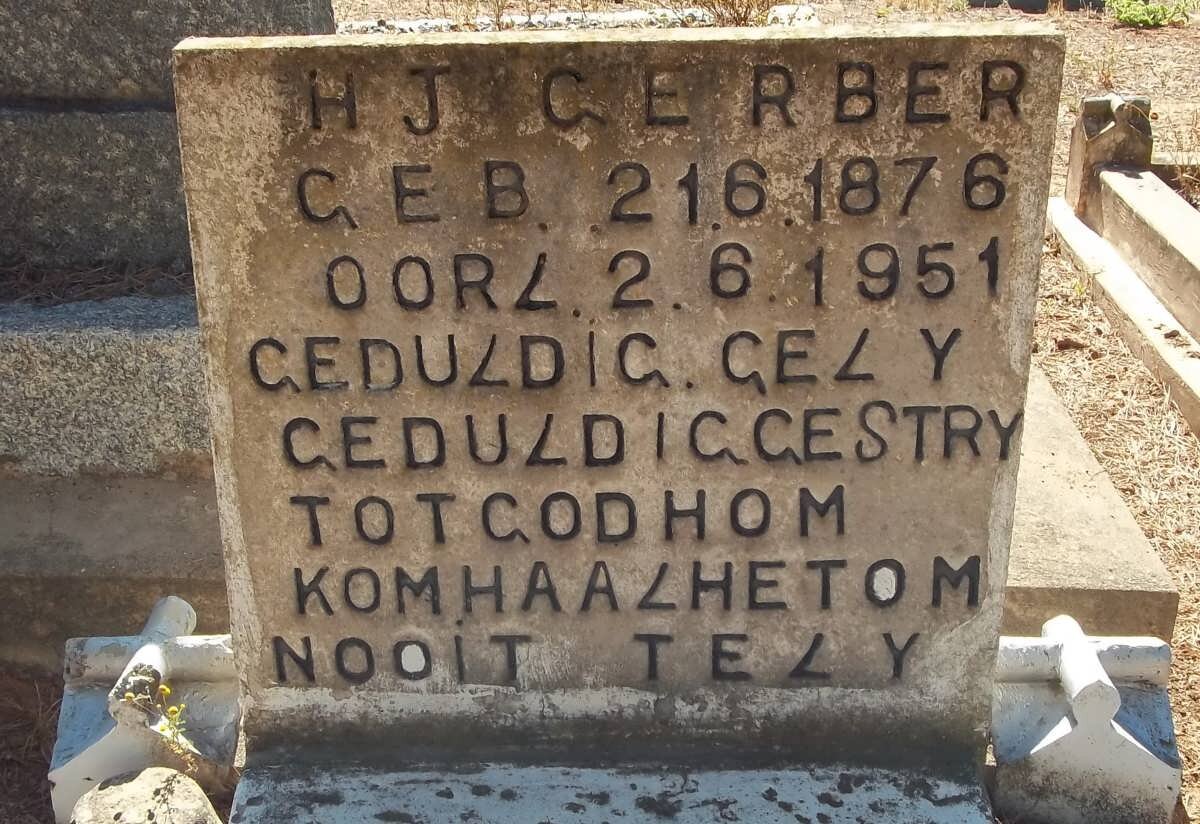 H J GERBER
GEB. 21.6.1876
OORL. 2.6.1951
GEDULDIG. GELY
GEDULDIG GESTRY
TOT GOD HOM
KOM HAAL HET OM
NOOIT TE LY